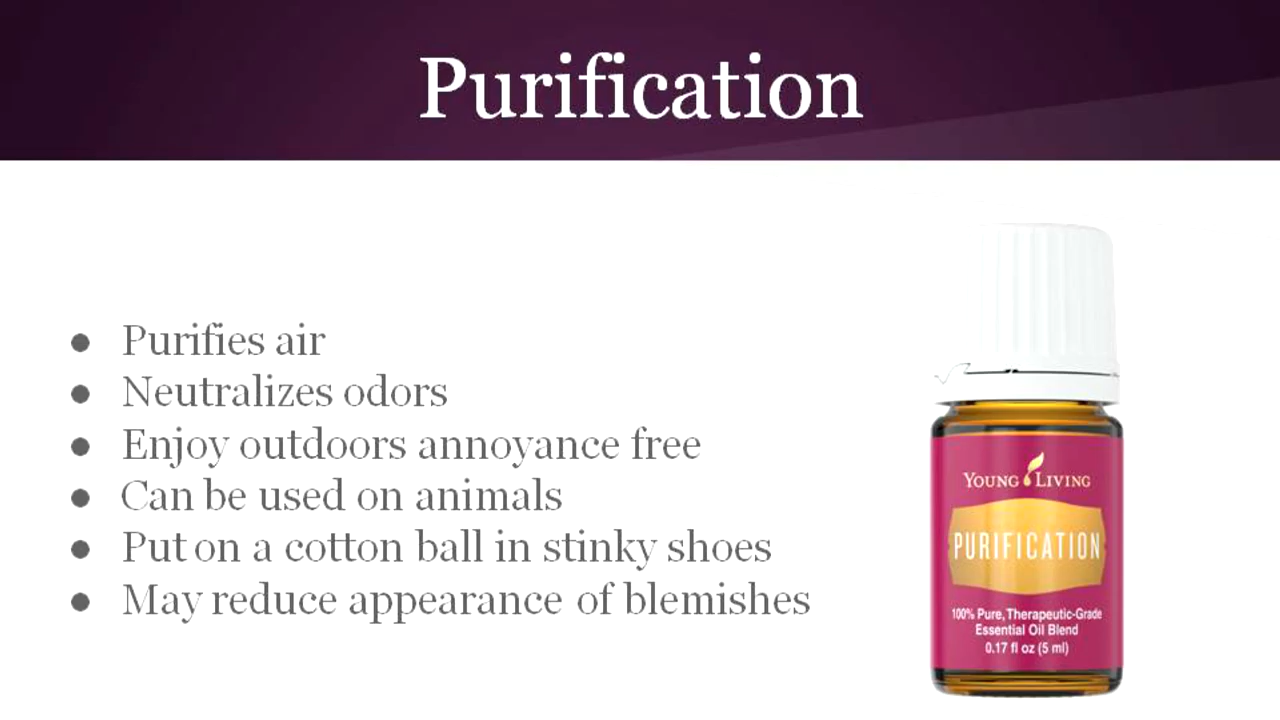 Purification
● Purifies air
● Neutralizes odors
● Enjoy outdoors annoyance free
● Can be used on animals
● Put on a cotton ball in stinky shoes
● May reduce appearance of blemishes
YOUNG LIVING
PURIFICATION
100% Pure, Therapeutic-Grade
Essential Oil Blend
0.17 fl oz (5 ml)